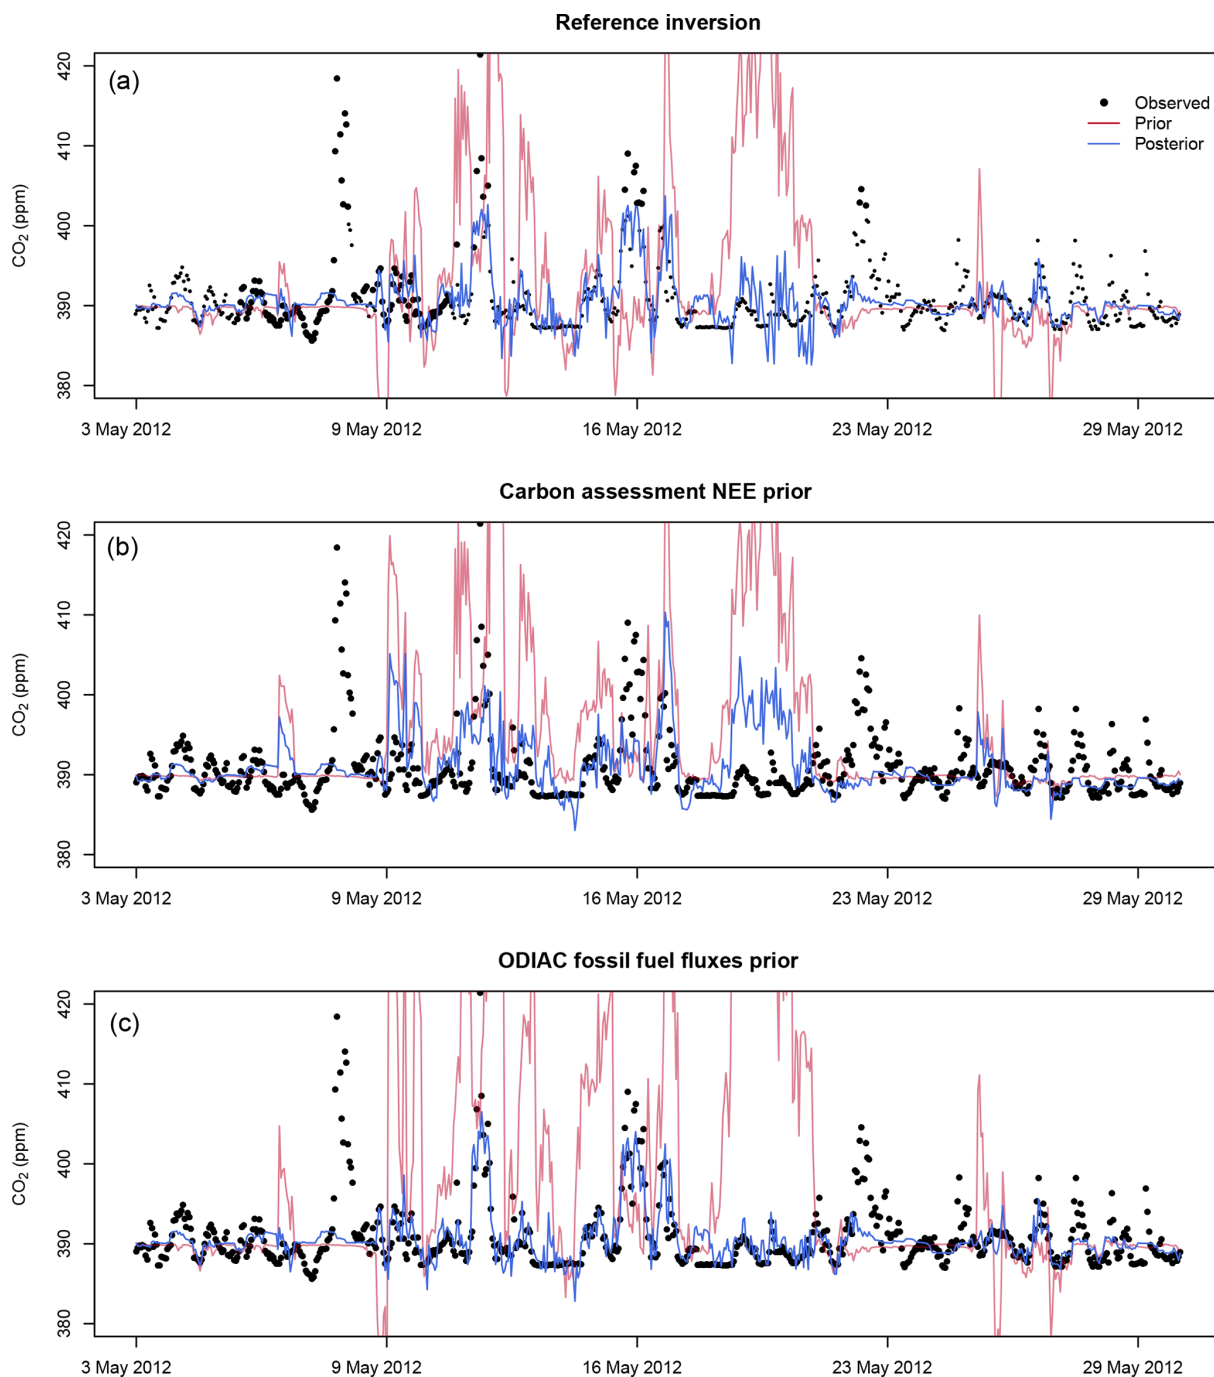 Reference inversion
(a)
420
410
400
390
380
CO₂ (ppm)
Observed
Prior
Posterior
3 May 2012 9 May 2012 16 May 2012 23 May 2012 29 May 2012
Carbon assessment NEE prior
(b)
420
410
400
390
380
CO₂ (ppm)
3 May 2012 9 May 2012 16 May 2012 23 May 2012 29 May 2012
ODIAC fossil fuel fluxes prior
(c)
420
410
400
390
380
CO₂ (ppm)
3 May 2012 9 May 2012 16 May 2012 23 May 2012 29 May 2012